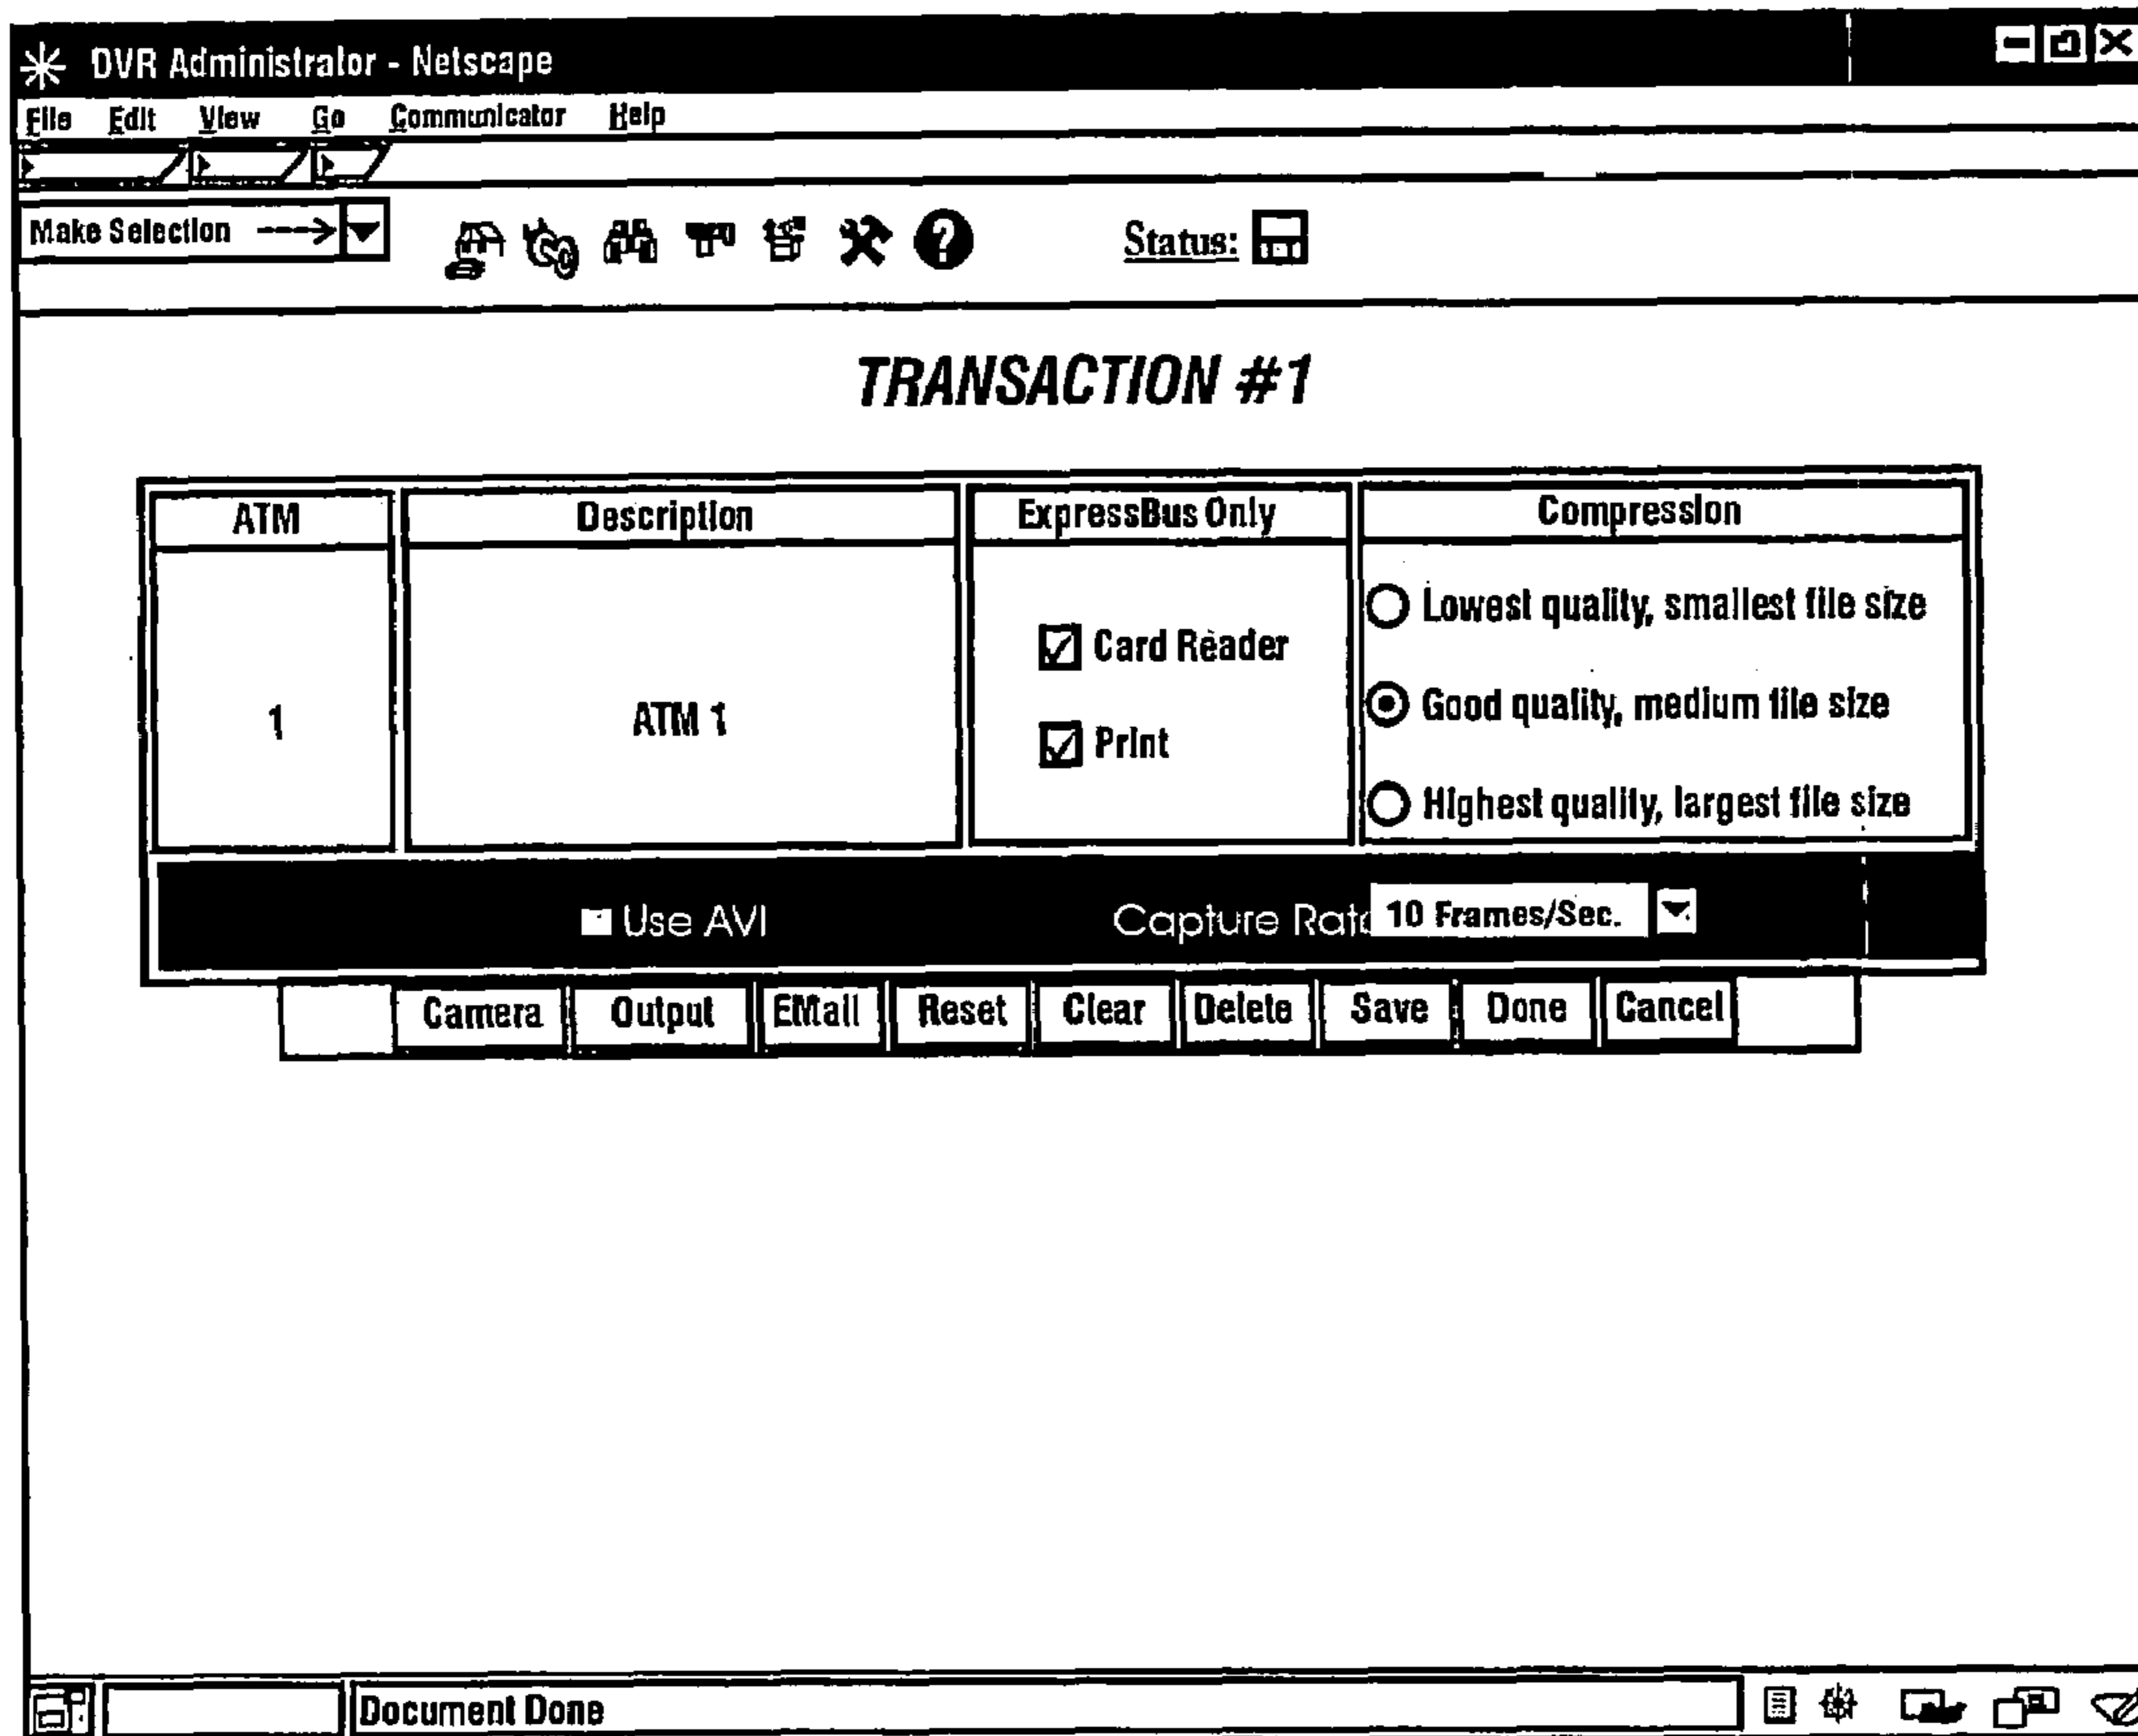 DVR Administrator - Netscape
File Edit View Go Communicator Help
Make Selection
Status:
TRANSACTION #1
ATM Description ExpressBus Only Compression
1 ATM 1
Card Reader
Print
Lowest quality, smallest file size
Good quality, medium file size
Highest quality, largest file size
Use AVI Capture Rate 10 Frames/Sec.
Camera Output EMail Reset Clear Delete Save Done Cancel
Document Done